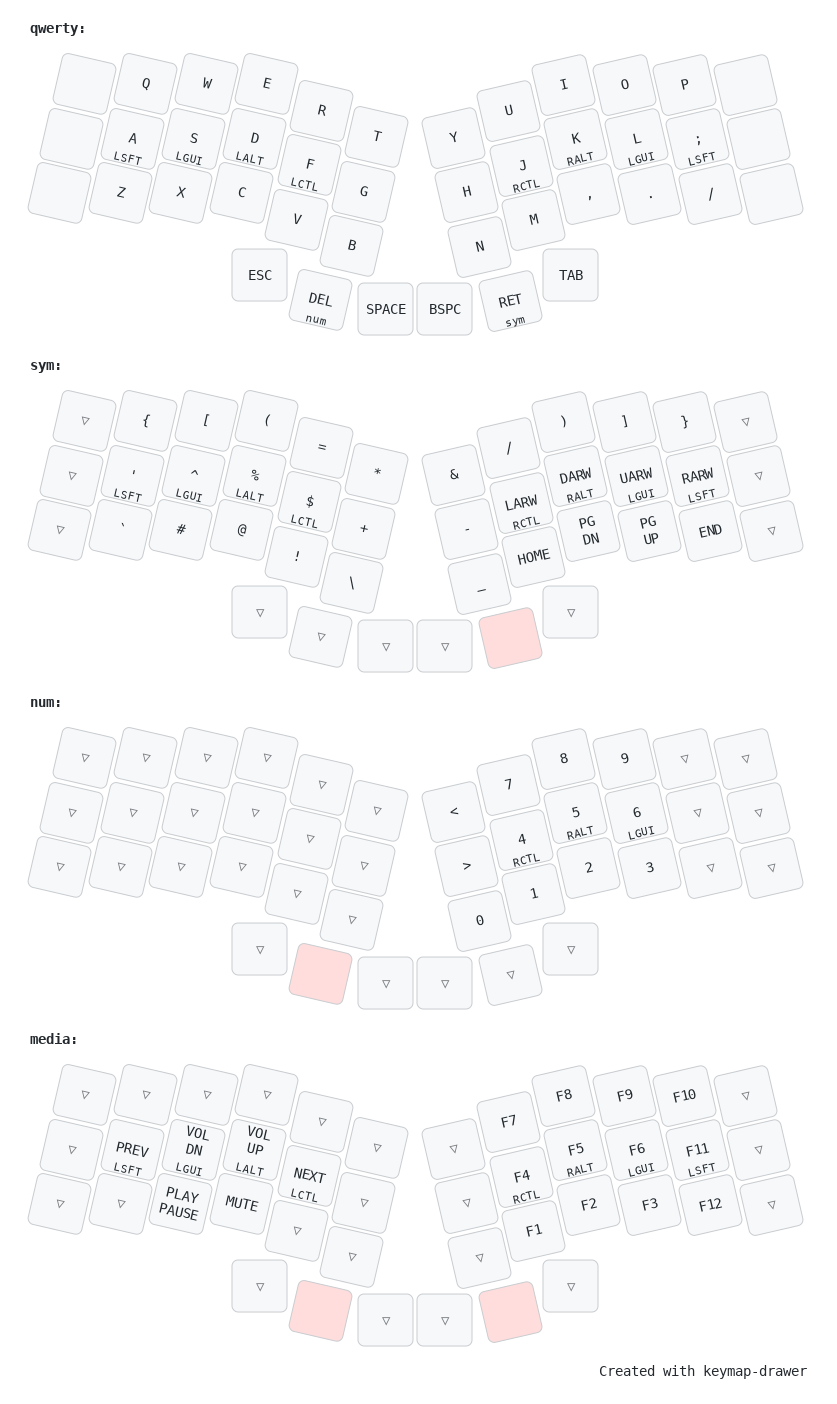 qwerty:
Q W E R T Y U I O P
A LSFT S LGUI D LALT F LCTL G H J RCTL K RALT L LGUI ; LSFT
Z X C V B N M , . /
ESC DEL num SPACE BSPC RET sym TAB
sym:
▽ { [ ( = * & / ) ] } ▽
▽ ' LSFT ^ LGUI % LALT $ LCTL + - LARW RCTL DARW RALT UARW LGUI RARW LSFT ▽
▽ ` # @ ! \ _ HOME PG DN PG UP END ▽
▽ ▽ ▽ ▽ ▽
num:
▽ ▽ ▽ ▽ ▽ ▽ < 7 8 9 ▽ ▽
▽ ▽ ▽ ▽ ▽ ▽ > 4 RCTL 5 RALT 6 LGUI ▽ ▽
▽ ▽ ▽ ▽ ▽ ▽ 0 1 2 3 ▽ ▽
▽ ▽ ▽ ▽ ▽
media:
▽ ▽ ▽ ▽ ▽ ▽ ▽ F7 F8 F9 F10 ▽
▽ PREV LSFT VOL DN LGUI VOL UP LALT NEXT LCTL ▽ ▽ F4 RCTL F5 RALT F6 LGUI F11 LSFT ▽
▽ ▽ PLAY PAUSE MUTE ▽ ▽ ▽ F1 F2 F3 F12 ▽
▽ ▽ ▽ ▽
Created with keymap-drawer